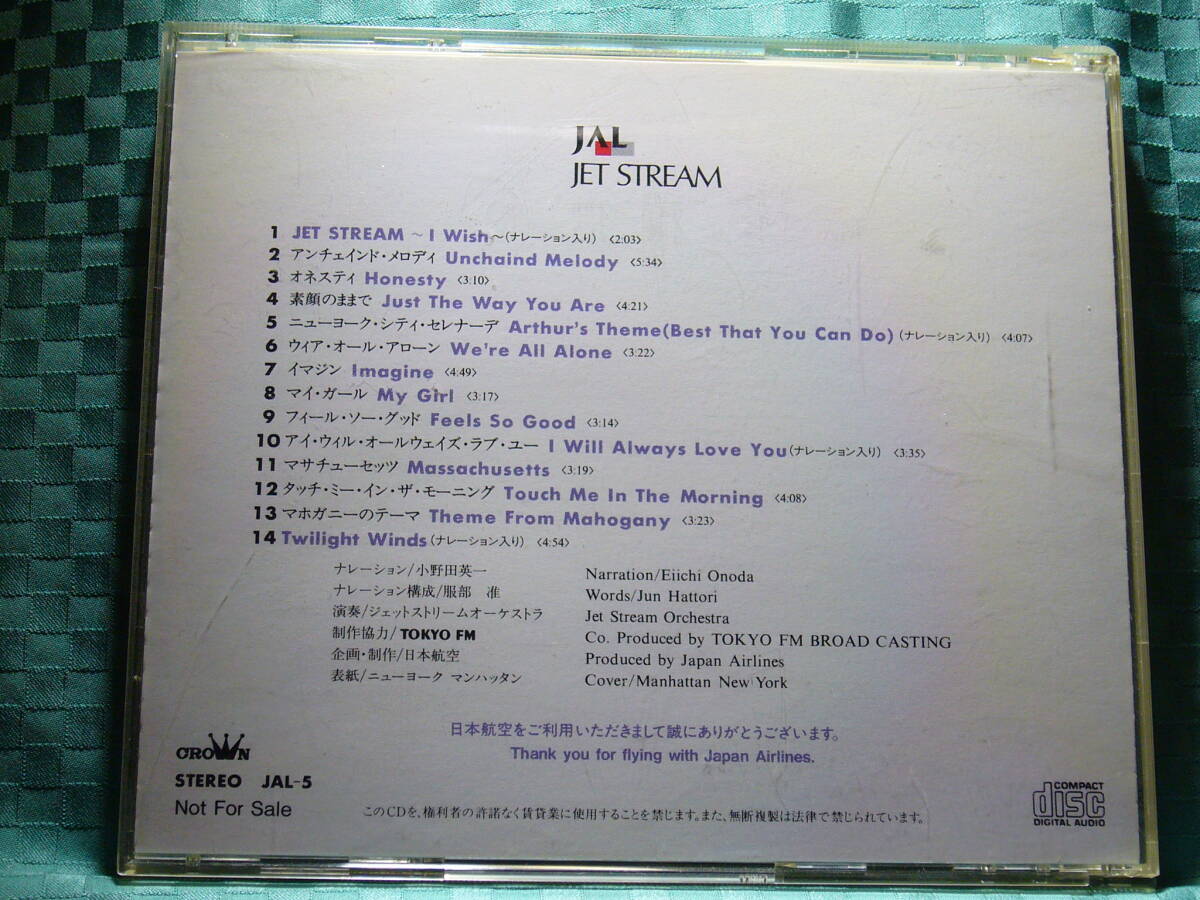 JAL
JET STREAM
1 JET STREAM ～I Wish～(ナレーション入り) 〈2:03〉
2 アンチェインド・メロディ Unchaind Melody 〈5:34〉
3 オネスティ Honesty 〈3:10〉
4 素顔のままで Just The Way You Are 〈4:21〉
5 ニューヨーク・シティ・セレナーデ Arthur's Theme(Best That You Can Do)(ナレーション入り) 〈4:07〉
6 ウィア・オール・アローン We're All Alone 〈3:22〉
7 イマジン Imagine 〈4:49〉
8 マイ・ガール My Girl 〈3:17〉
9 フィール・ソー・グッド Feels So Good 〈3:14〉
10 アイ・ウィル・オールウェイズ・ラブ・ユー I Will Always Love You(ナレーション入り) 〈3:35〉
11 マサチューセッツ Massachusetts 〈3:19〉
12 タッチ・ミー・イン・ザ・モーニング Touch Me In The Morning 〈4:08〉
13 マホガニーのテーマ Theme From Mahogany 〈3:23〉
14 Twilight Winds(ナレーション入り) 〈4:54〉
ナレーション/小野田英一 Narration/Eiichi Onoda
ナレーション構成/服部 准 Words/Jun Hattori
演奏/ジェットストリームオーケストラ Jet Stream Orchestra
制作協力/TOKYO FM Co. Produced by TOKYO FM BROAD CASTING
企画・制作/日本航空 Produced by Japan Airlines
表紙/ニューヨーク マンハッタン Cover/Manhattan New York
日本航空をご利用いただきまして誠にありがとうございます。
Thank you for flying with Japan Airlines.
CROWN
STEREO JAL-5
Not For Sale
このCDを、権利者の許諾なく賃貸業に使用することを禁じます。また、無断複製は法律で禁じられています。
COMPACT
disc
DIGITAL AUDIO